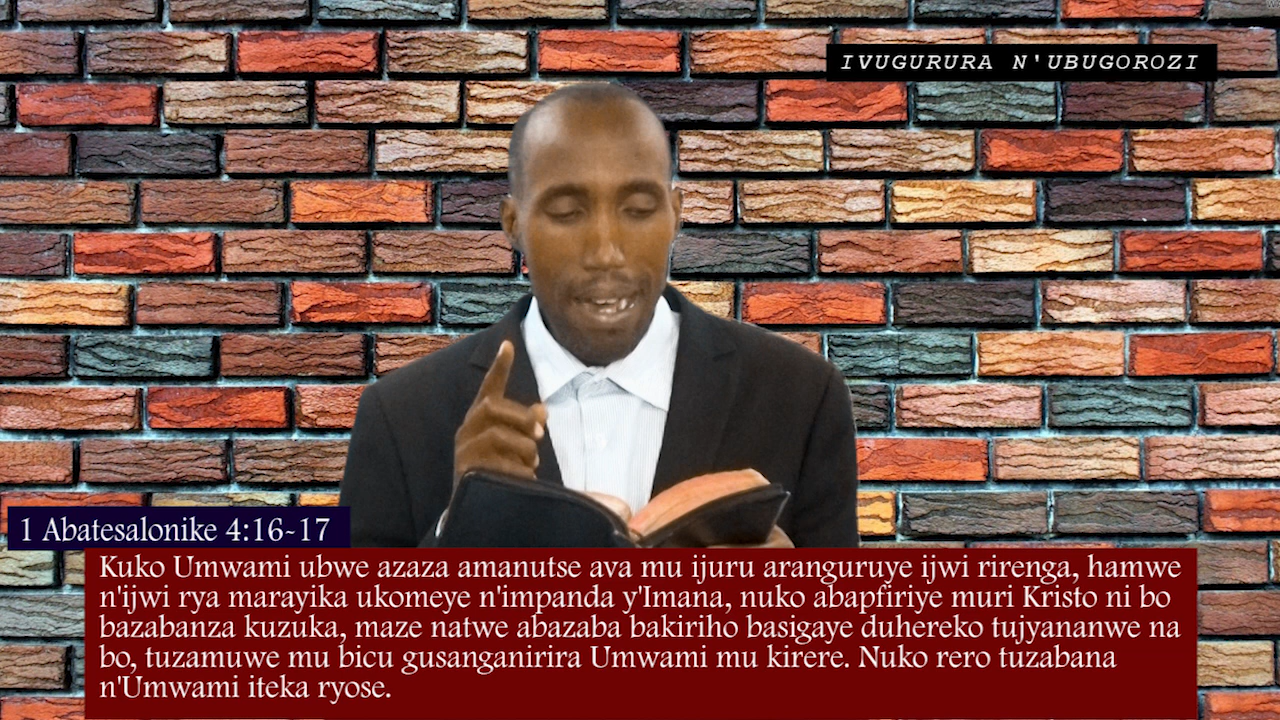 IVUGURURA N'UBUGOROZI
1 Abatesalonike 4:16-17
Kuko Umwami ubwe azaza amanutse ava mu ijuru aranguruye ijwi rirenga, hamwe
n'ijwi rya marayika ukomeye n'impanda y'Imana, nuko abapfiriye muri Kristo ni bo
bazabanza kuzuka, maze natwe abazaba bakiriho basigaye duhereko tujyananwe na
bo, tuzamuwe mu bicu gusanganirira Umwami mu kirere. Nuko rero tuzabana
n'Umwami iteka ryose.